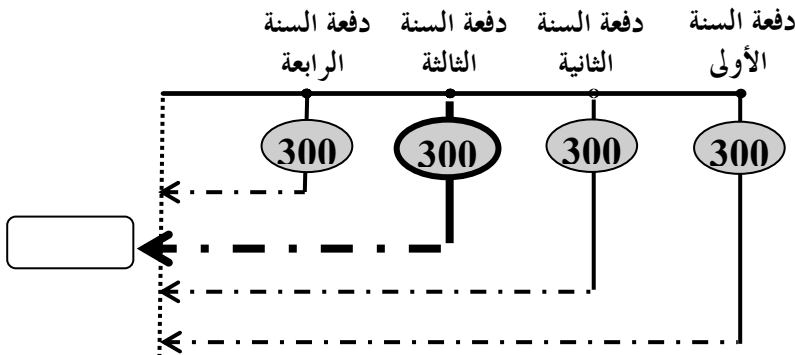 دفعة السنة الأولى
دفعة السنة الثانية
دفعة السنة الثالثة
دفعة السنة الرابعة
300
300
300
300